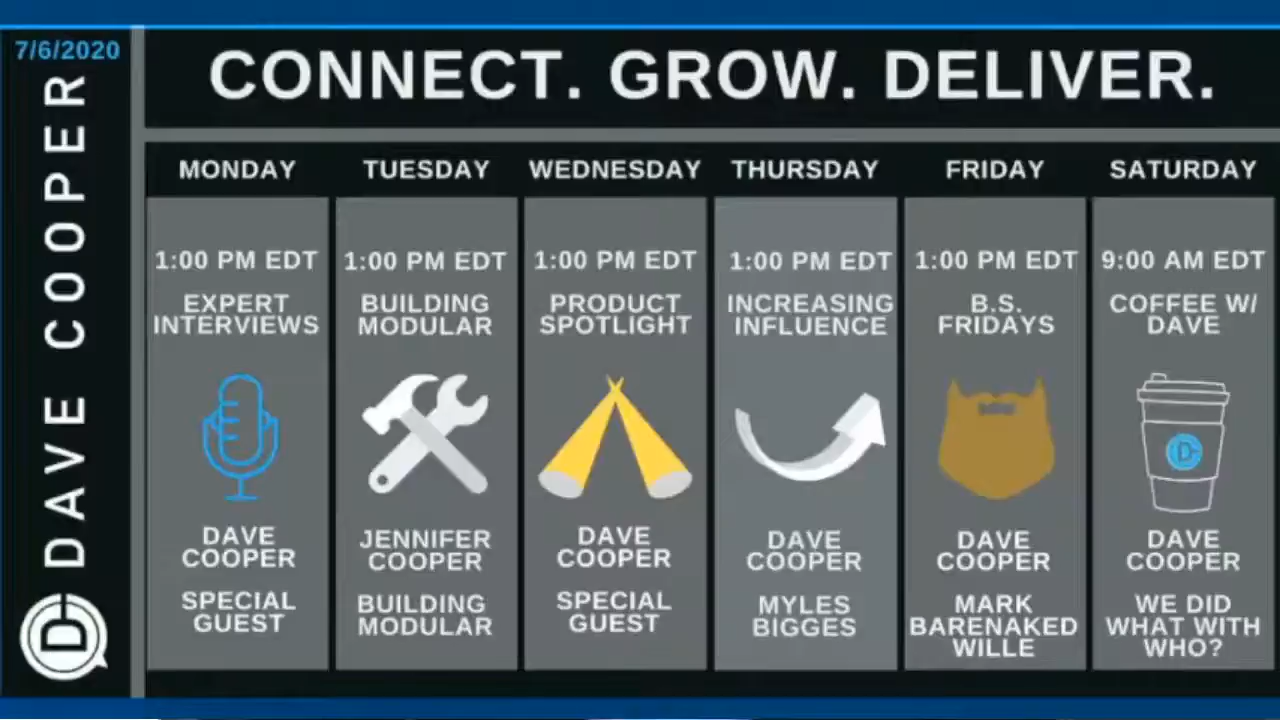 7/6/2020
DAVE COOPER
CONNECT. GROW. DELIVER.
MONDAY
1:00 PM EDT
EXPERT
INTERVIEWS
DAVE
COOPER
SPECIAL
GUEST
TUESDAY
1:00 PM EDT
BUILDING
MODULAR
JENNIFER
COOPER
BUILDING
MODULAR
WEDNESDAY
1:00 PM EDT
PRODUCT
SPOTLIGHT
DAVE
COOPER
SPECIAL
GUEST
THURSDAY
1:00 PM EDT
INCREASING
INFLUENCE
DAVE
COOPER
MYLES
BIGGES
FRIDAY
1:00 PM EDT
B.S.
FRIDAYS
DAVE
COOPER
MARK
BARENAKED
WILLE
SATURDAY
9:00 AM EDT
COFFEE W/
DAVE
DAVE
COOPER
WE DID
WHAT WITH
WHO?